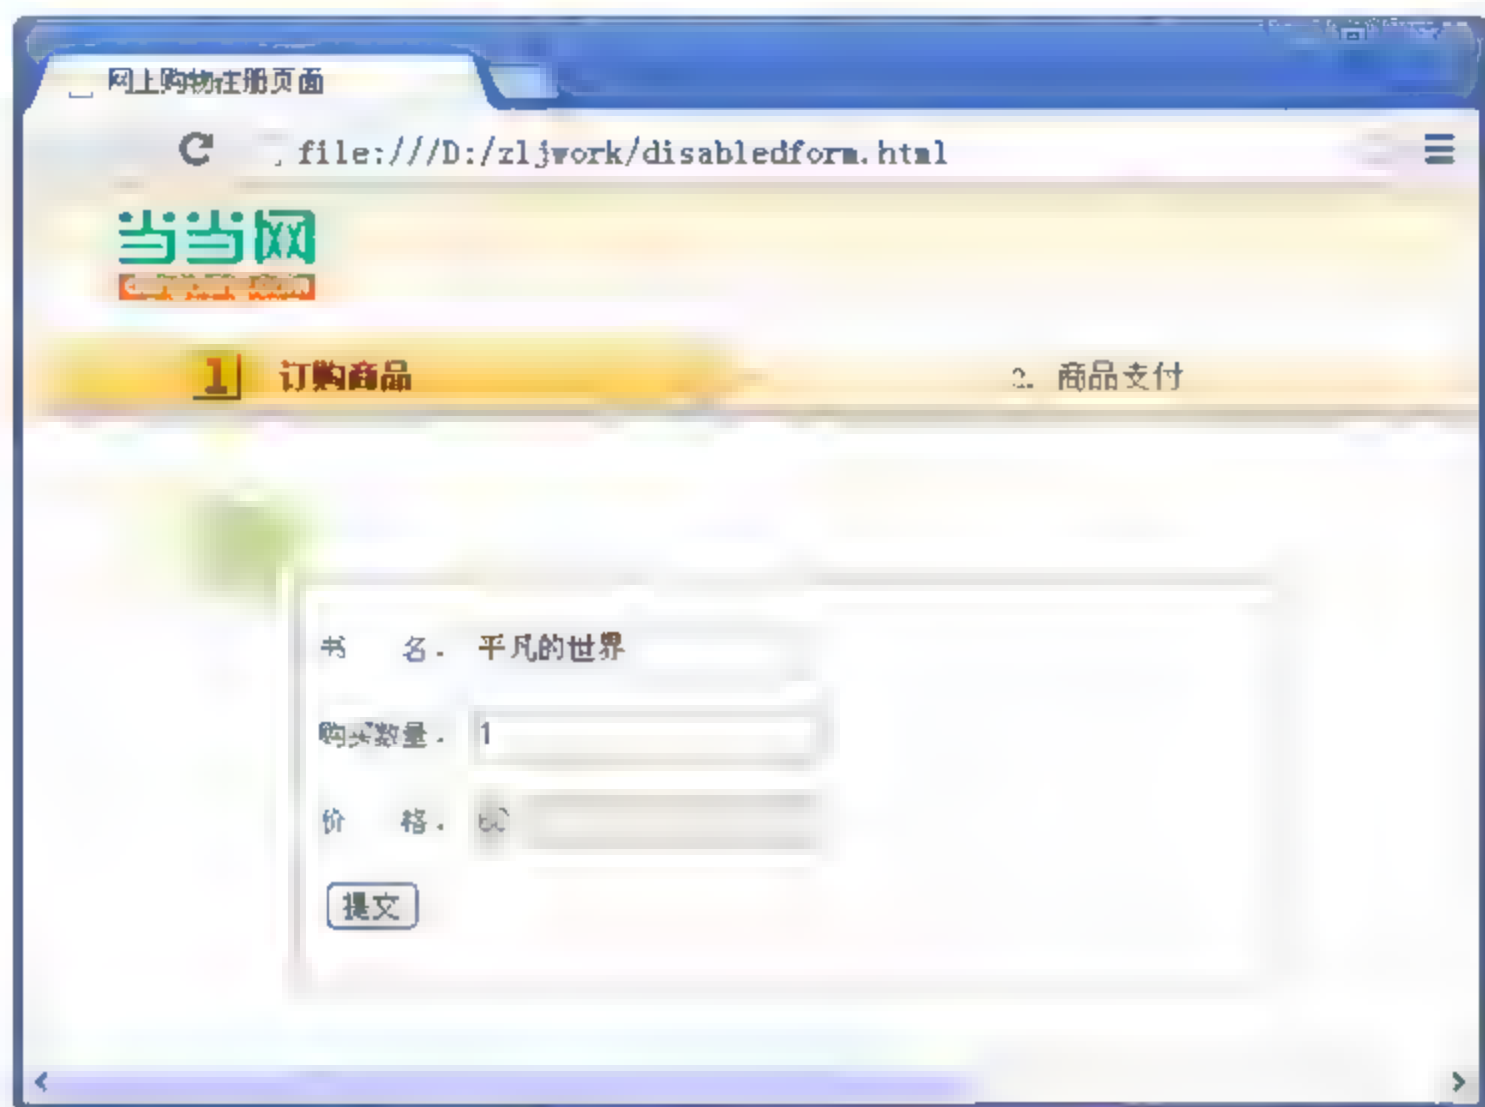 网上购物注册页面
file:///D:/zljwork/disabledform.html
当当网
1 订购商品
2. 商品支付
书 名: 平凡的世界
购买数量: 1
价 格:
提交